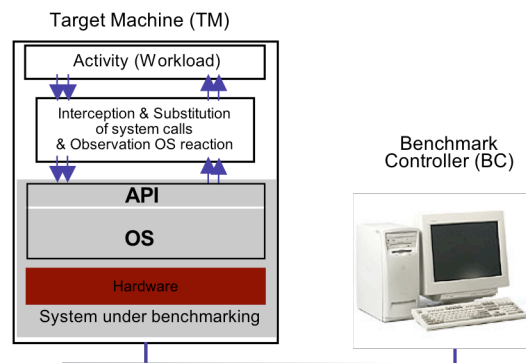 Target Machine (TM)
Activity (Workload)
Interception & Substitution
of system calls
& Observation OS reaction
API
OS
Hardware
System under benchmarking
Benchmark
Controller (BC)